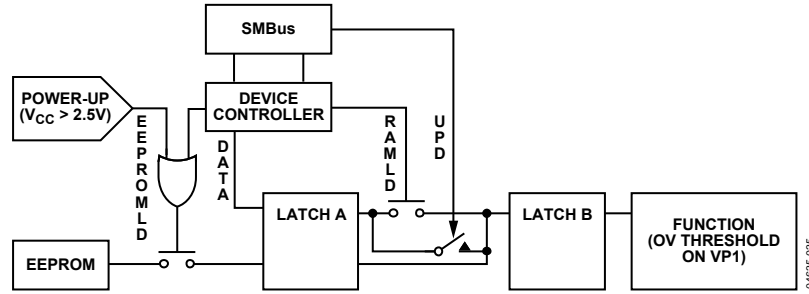 SMBus
POWER-UP
(VCC > 2.5V)
EEPROMLD
DEVICE
CONTROLLER
DATA
RAMLD
UPD
LATCH A
LATCH B
FUNCTION
(OV THRESHOLD
ON VP1)
EEPROM